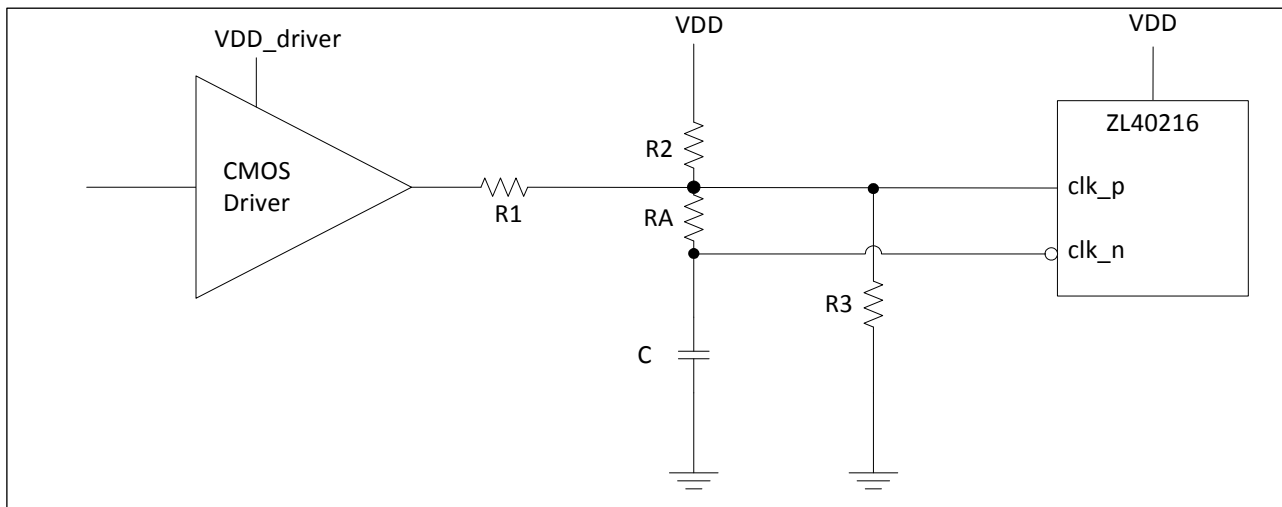 VDD_driver
VDD
VDD
ZL40216
R2
CMOS
Driver
clk_p
R1
RA
clk_n
R3
C